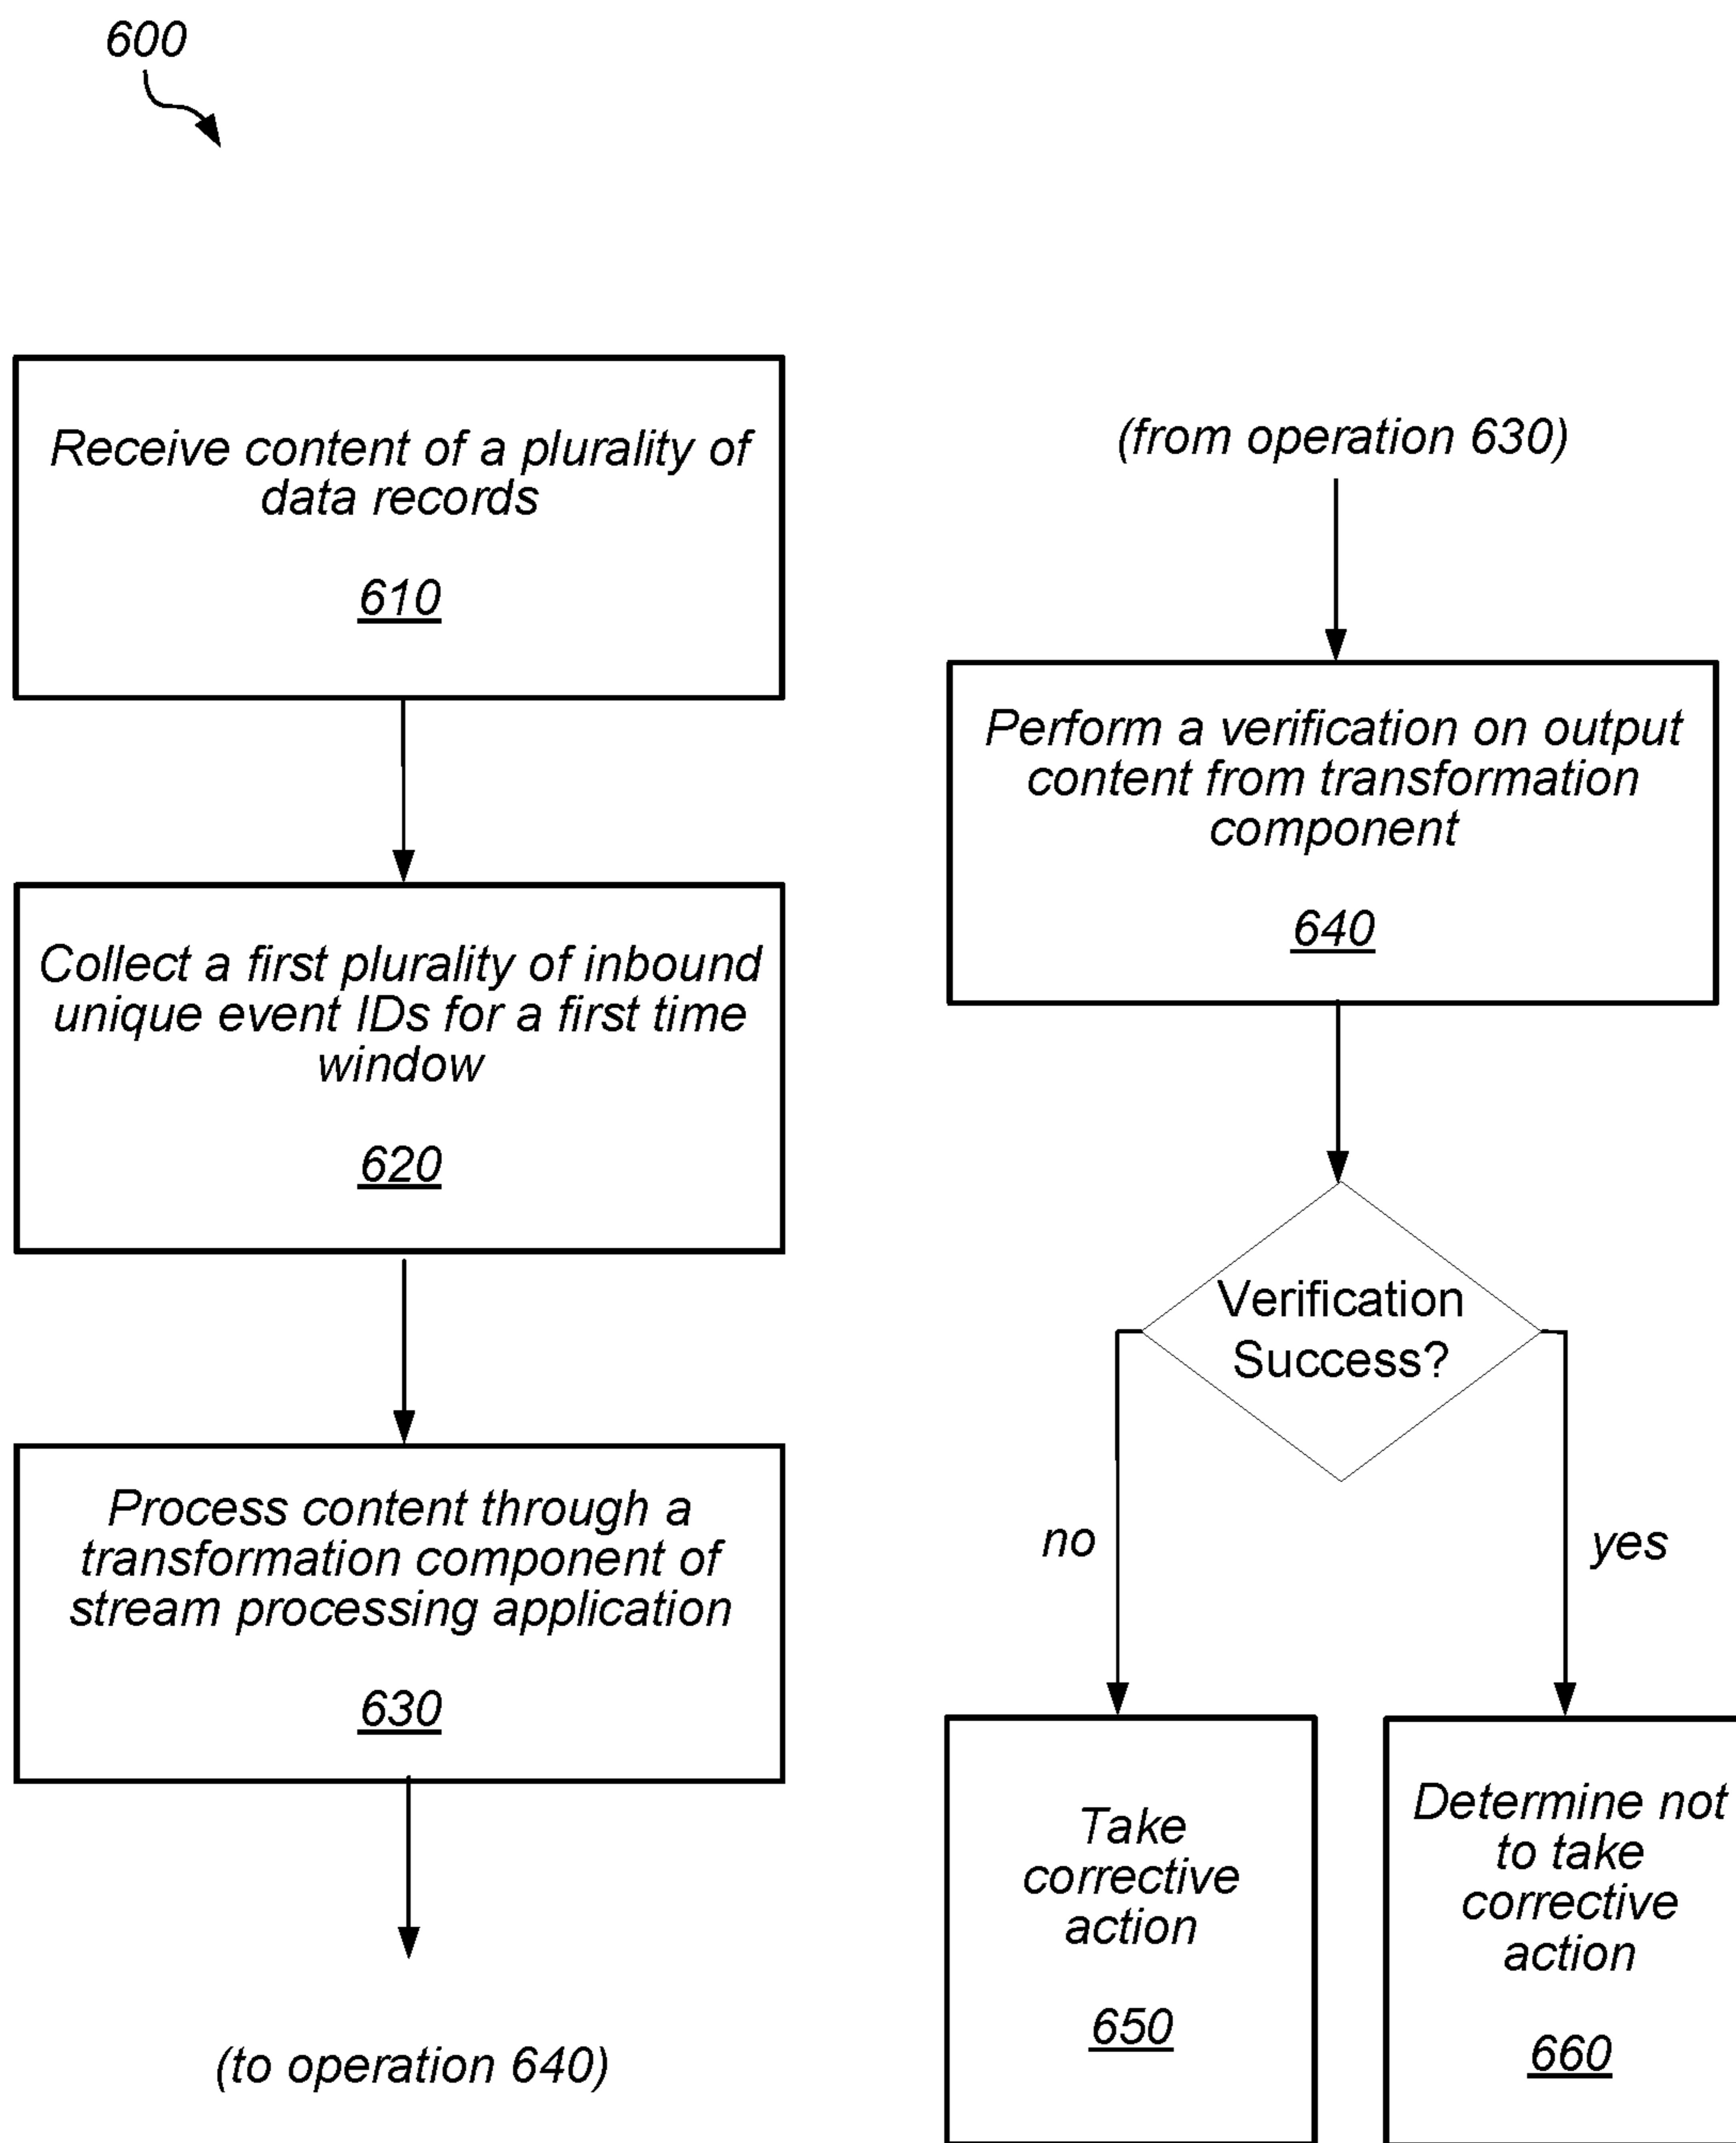 600
Receive content of a plurality of
data records
610
Collect a first plurality of inbound
unique event IDs for a first time
window
620
Process content through a
transformation component of
stream processing application
630
(to operation 640)
(from operation 630)
Perform a verification on output
content from transformation
component
640
Verification
Success?
no
yes
Take
corrective
action
650
Determine not
to take
corrective
action
660